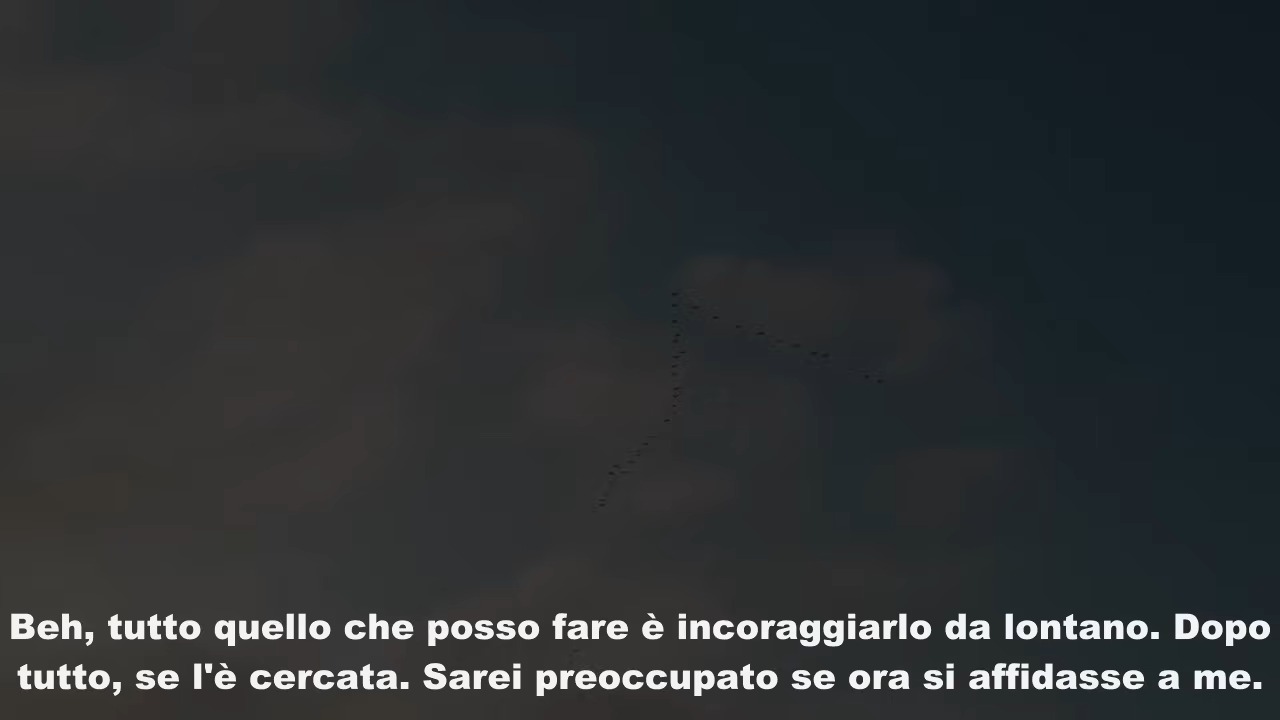 Beh, tutto quello che posso fare è incoraggiarlo da lontano. Dopo
tutto, se l'è cercata. Sarei preoccupato se ora si affidasse a me.